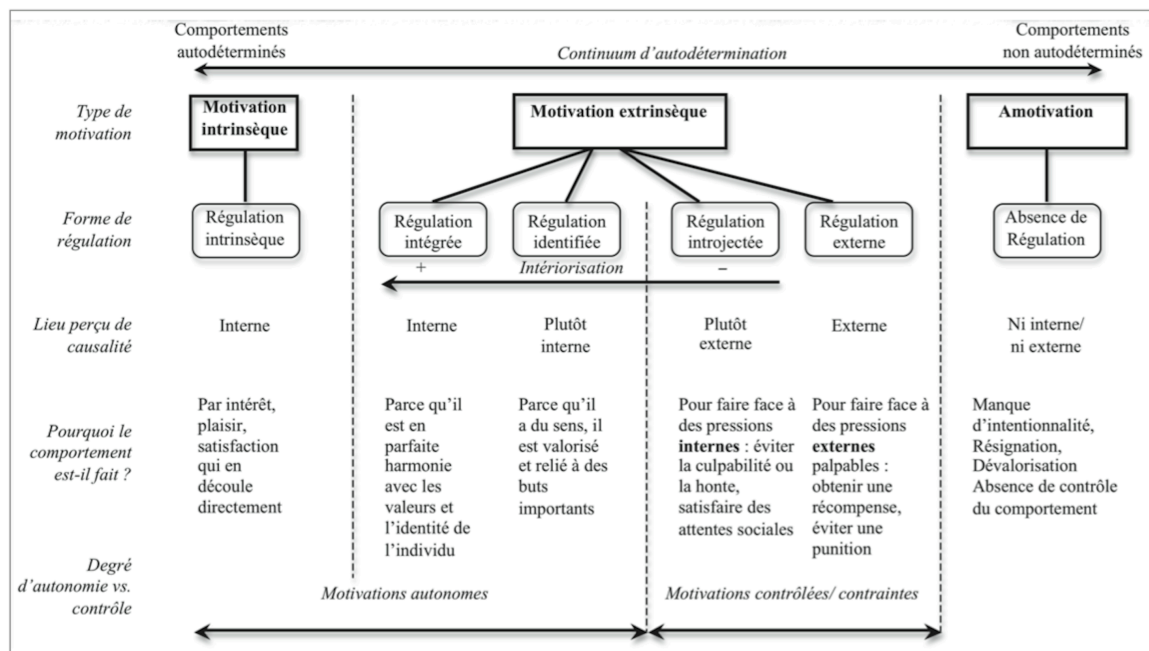 Comportements
autodéterminés
Continuum d'autodétermination
Comportements
non autodéterminés
Type de
motivation
Motivation
intrinsèque
Motivation extrinsèque
Amotivation
Forme de
régulation
Régulation
intrinsèque
Régulation
intégrée
Régulation
identifiée
Régulation
introjectée
Régulation
externe
Absence de
Régulation
+
Intériorisation
–
Lieu perçu de
causalité
Interne
Interne
Plutôt
interne
Plutôt
externe
Externe
Ni interne/
ni externe
Pourquoi le
comportement
est-il fait ?
Par intérêt,
plaisir,
satisfaction
qui en
découle
directement
Parce qu'il
est en
parfaite
harmonie
avec les
valeurs et
l'identité de
l'individu
Parce qu'il
a du sens, il
est valorisé
et relié à des
buts
importants
Pour faire face à
des pressions
internes : éviter
la culpabilité ou
la honte,
satisfaire des
attentes sociales
Pour faire face à
des pressions
externes
palpables :
obtenir une
récompense,
éviter une
punition
Manque
d'intentionnalité,
Résignation,
Dévalorisation
Absence de contrôle
du comportement
Degré
d'autonomie vs.
contrôle
Motivations autonomes
Motivations contrôlées/ contraintes